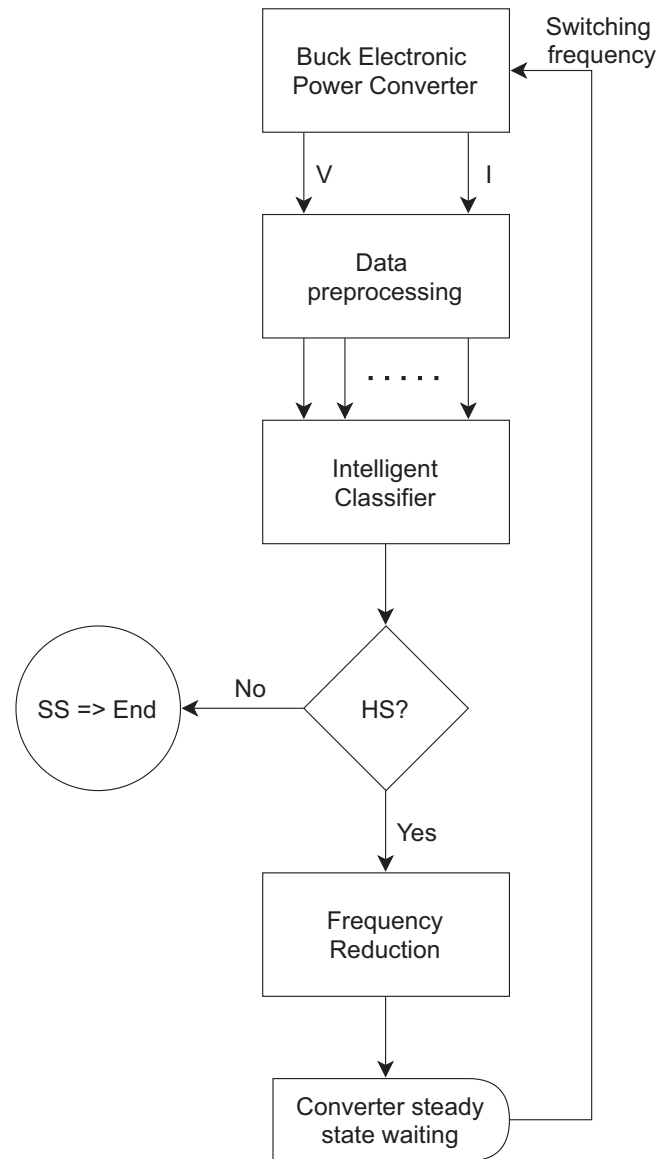 Switching
frequency
Buck Electronic
Power Converter
V
I
Data
preprocessing
.....
Intelligent
Classifier
HS?
No
SS => End
Yes
Frequency
Reduction
Converter steady
state waiting